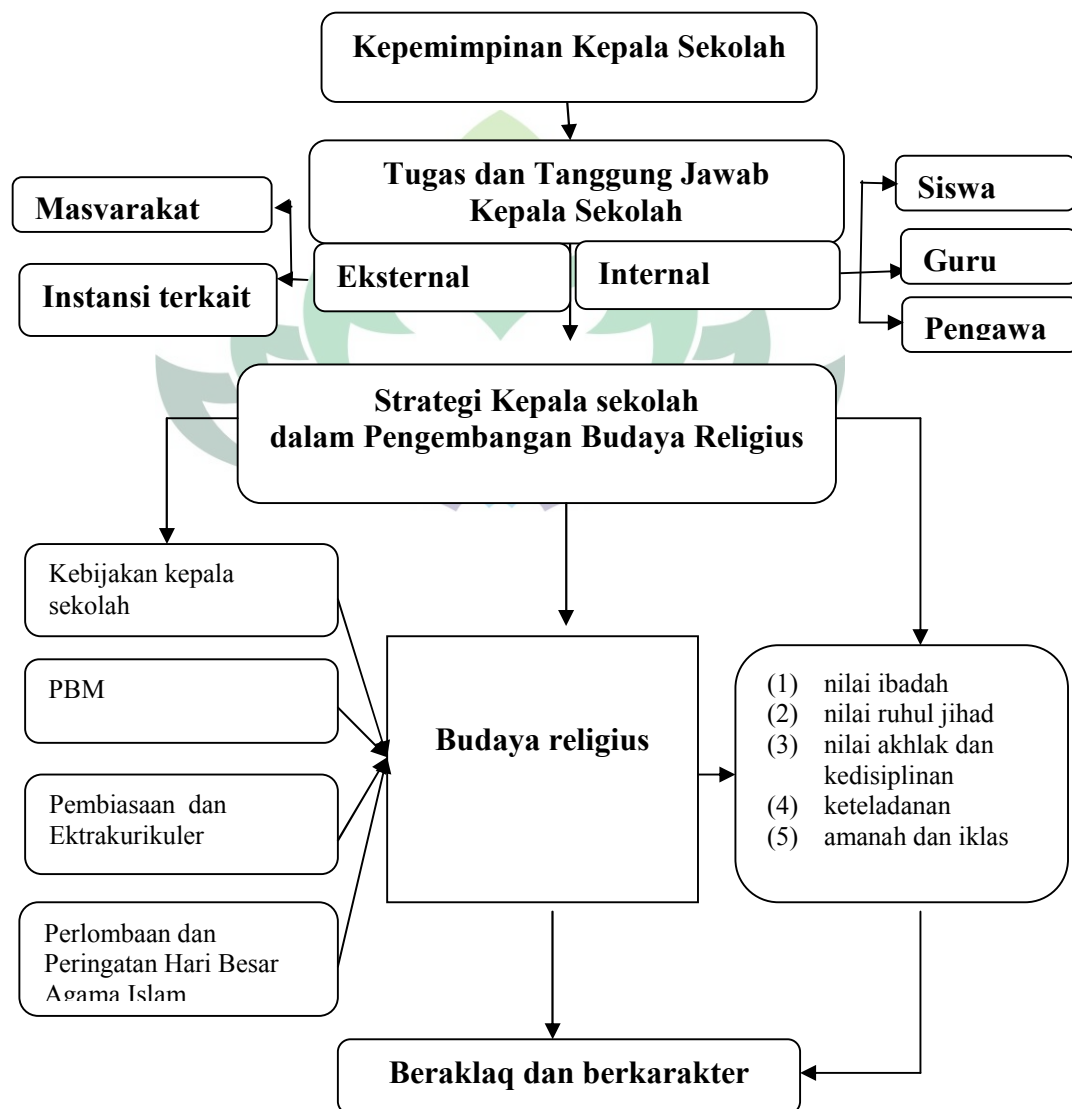 Kepemimpinan Kepala Sekolah
Tugas dan Tanggung Jawab
Kepala Sekolah
Masyarakat
Instansi terkait
Eksternal
Internal
Siswa
Guru
Pengawa
Strategi Kepala sekolah
dalam Pengembangan Budaya Religius
Kebijakan kepala
sekolah
PBM
Pembiasaan dan
Ektrakurikuler
Perlombaan dan
Peringatan Hari Besar
Agama Islam
Budaya religius
(1) nilai ibadah
(2) nilai ruhul jihad
(3) nilai akhlak dan
kedisiplinan
(4) keteladanan
(5) amanah dan iklas
Beraklaq dan berkarakter